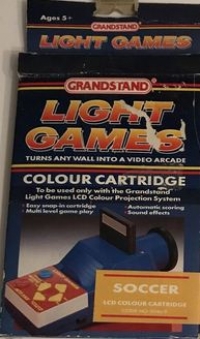 Ages 5+
GRANDSTAND
LIGHT GAMES
GRANDSTAND
LIGHT
GAMES
TURNS ANY WALL INTO A VIDEO ARCADE
COLOUR CARTRIDGE
To be used only with the Grandstand
Light Games LCD Colour Projection System
· Easy snap in cartridge
· Multi level game play
· Automatic scoring
· Sound effects
SOCCER
LCD COLOUR CARTRIDGE